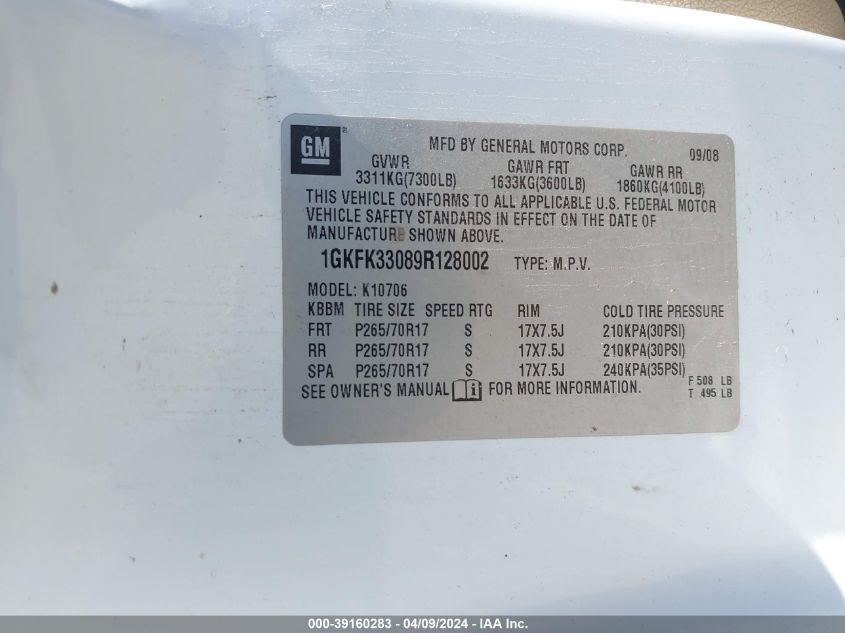 GM
MFD BY GENERAL MOTORS CORP. 09/08
GVWR GAWR FRT GAWR RR
3311KG(7300LB) 1633KG(3600LB) 1860KG(4100LB)
THIS VEHICLE CONFORMS TO ALL APPLICABLE U.S. FEDERAL MOTOR
VEHICLE SAFETY STANDARDS IN EFFECT ON THE DATE OF
MANUFACTURE SHOWN ABOVE.
1GKFK33089R128002 TYPE: M.P.V.
MODEL: K10706
KBBM TIRE SIZE SPEED RTG RIM COLD TIRE PRESSURE
FRT P265/70R17 S 17X7.5J 210KPA(30PSI)
RR P265/70R17 S 17X7.5J 210KPA(30PSI)
SPA P265/70R17 S 17X7.5J 240KPA(35PSI)
SEE OWNER'S MANUAL i FOR MORE INFORMATION.
F 508 LB
T 495 LB
000-39160283 - 04/09/2024 - IAA Inc.